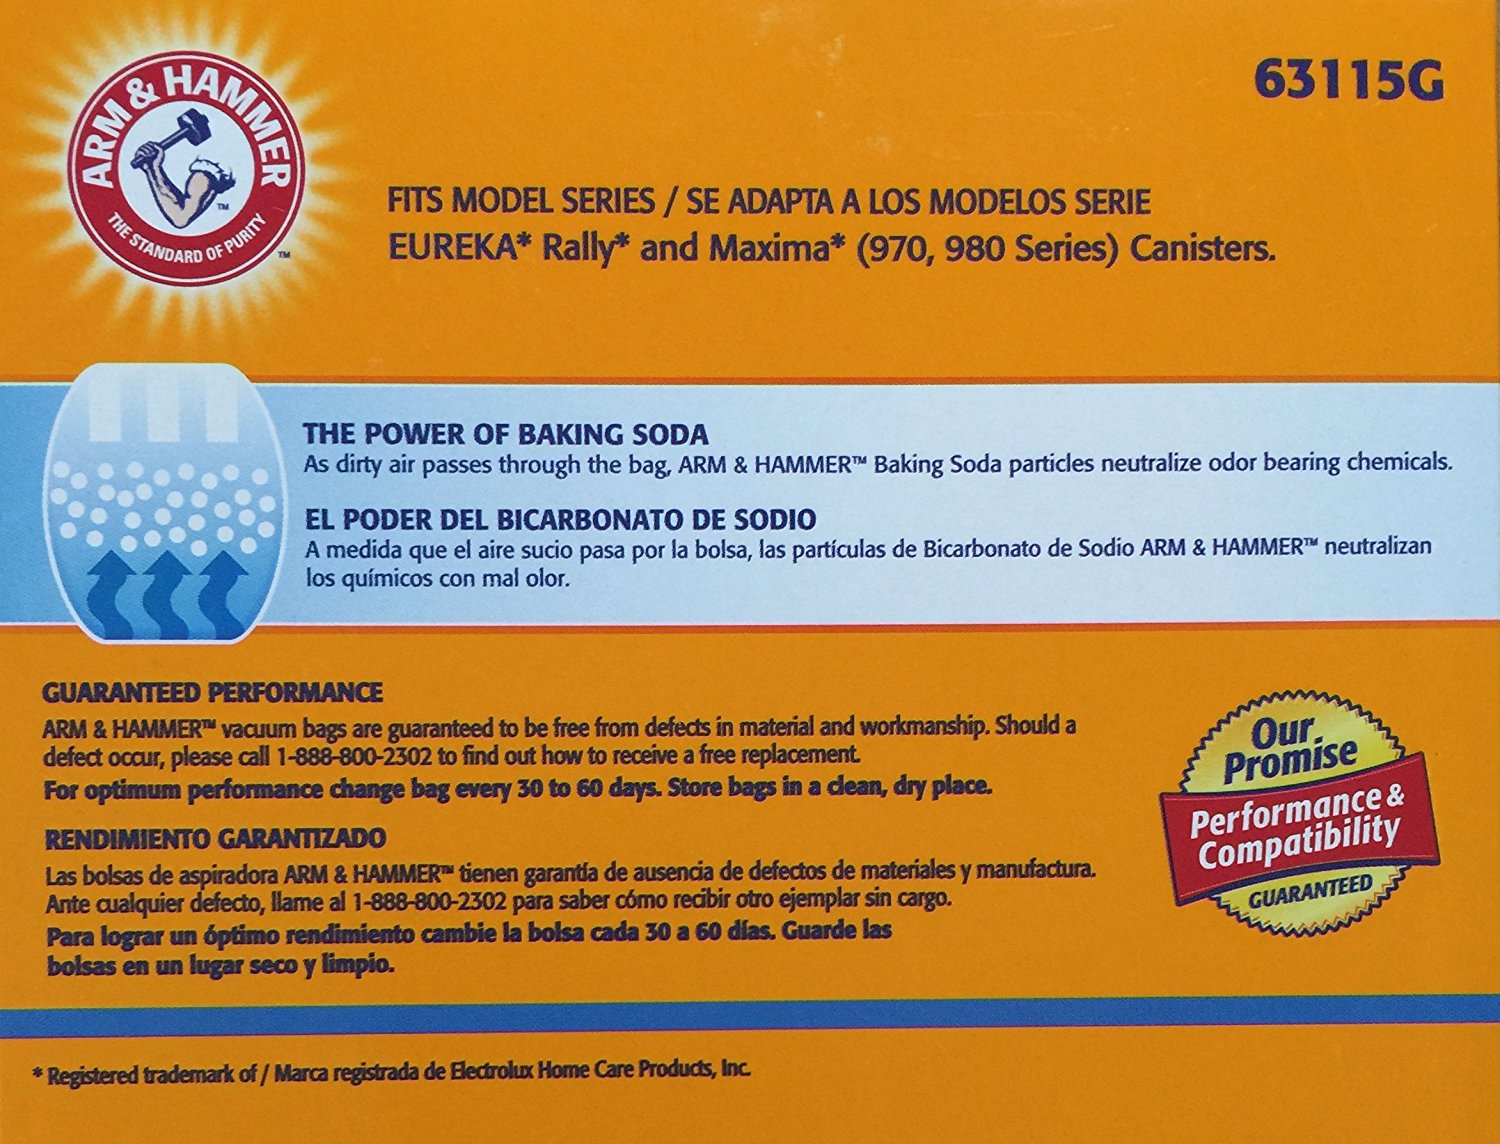 ARM & HAMMER
THE STANDARD OF PURITY
TM
TM
63115G
FITS MODEL SERIES / SE ADAPTA A LOS MODELOS SERIE
EUREKA* Rally* and Maxima* (970, 980 Series) Canisters.
THE POWER OF BAKING SODA
As dirty air passes through the bag, ARM & HAMMER™ Baking Soda particles neutralize odor bearing chemicals.
EL PODER DEL BICARBONATO DE SODIO
A medida que el aire sucio pasa por la bolsa, las partículas de Bicarbonato de Sodio ARM & HAMMER™ neutralizan
los químicos con mal olor.
GUARANTEED PERFORMANCE
ARM & HAMMER™ vacuum bags are guaranteed to be free from defects in material and workmanship. Should a
defect occur, please call 1-888-800-2302 to find out how to receive a free replacement.
For optimum performance change bag every 30 to 60 days. Store bags in a clean, dry place.
RENDIMIENTO GARANTIZADO
Las bolsas de aspiradora ARM & HAMMER™ tienen garantía de ausencia de defectos de materiales y manufactura.
Ante cualquier defecto, llame al 1-888-800-2302 para saber cómo recibir otro ejemplar sin cargo.
Para lograr un óptimo rendimiento cambie la bolsa cada 30 a 60 días. Guarde las
bolsas en un lugar seco y limpio.
Our
Promise
Performance &
Compatibility
GUARANTEED
* Registered trademark of / Marca registrada de Electrolux Home Care Products, Inc.